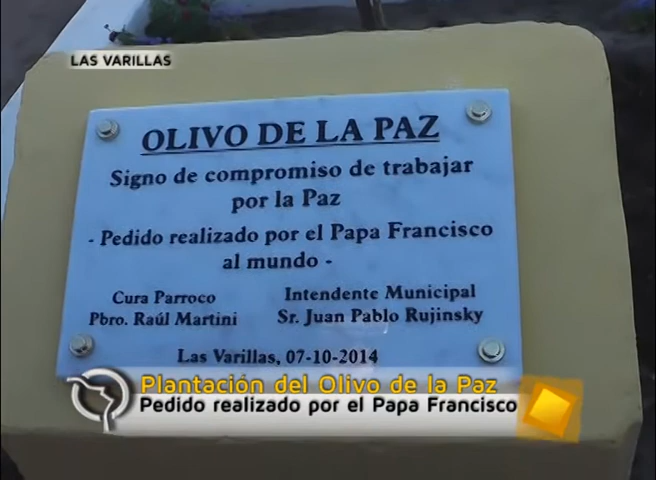 LAS VARILLAS
OLIVO DE LA PAZ
Signo de compromiso de trabajar
por la Paz
- Pedido realizado por el Papa Francisco
al mundo -
Cura Parroco
Pbro. Raúl Martini
Intendente Municipal
Sr. Juan Pablo Rujinsky
Las Varillas, 07-10-2014
Plantación del Olivo de la Paz
Pedido realizado por el Papa Francisco